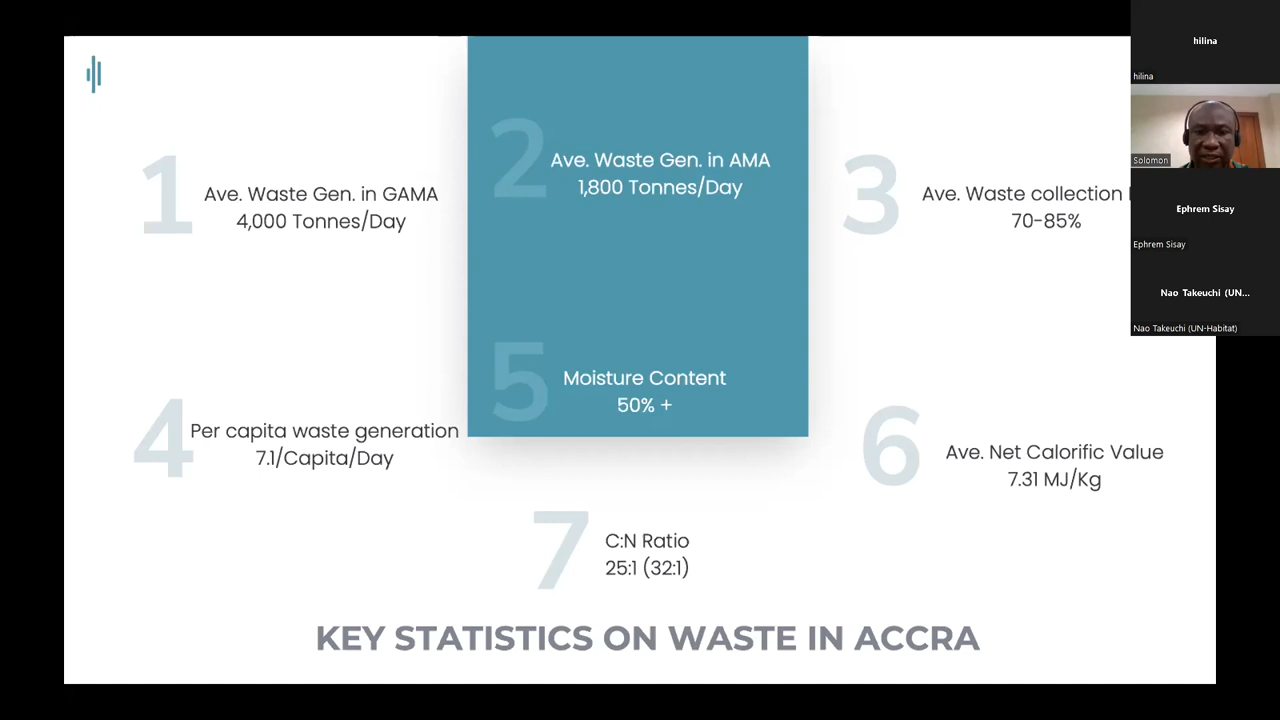 1
Ave. Waste Gen. in GAMA
4,000 Tonnes/Day
2
Ave. Waste Gen. in AMA
1,800 Tonnes/Day
3
Ave. Waste collection
70-85%
4
Per capita waste generation
7.1/Capita/Day
5
Moisture Content
50% +
6
Ave. Net Calorific Value
7.31 MJ/Kg
7
C:N Ratio
25:1 (32:1)
KEY STATISTICS ON WASTE IN ACCRA
hilina
hilina
Solomon
Ephrem Sisay
Ephrem Sisay
Nao Takeuchi (UN...
Nao Takeuchi (UN-Habitat)